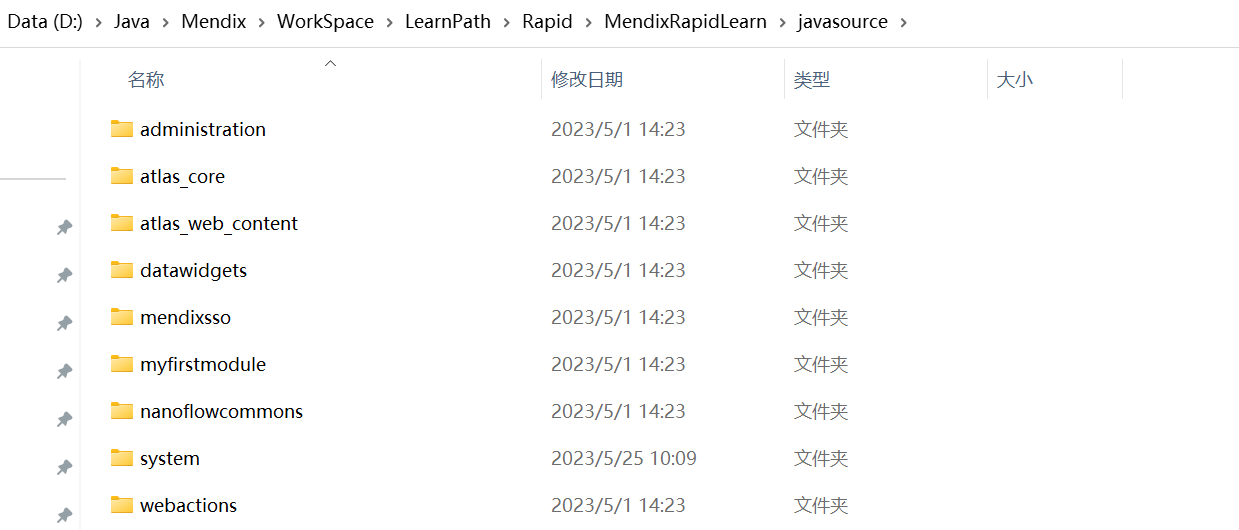 Data (D:) > Java > Mendix > WorkSpace > LearnPath > Rapid > MendixRapidLearn > javasource >
名称 修改日期 类型 大小
administration 2023/5/1 14:23 文件夹
atlas_core 2023/5/1 14:23 文件夹
atlas_web_content 2023/5/1 14:23 文件夹
datawidgets 2023/5/1 14:23 文件夹
mendixsso 2023/5/1 14:23 文件夹
myfirstmodule 2023/5/1 14:23 文件夹
nanoflowcommons 2023/5/1 14:23 文件夹
system 2023/5/25 10:09 文件夹
webactions 2023/5/1 14:23 文件夹